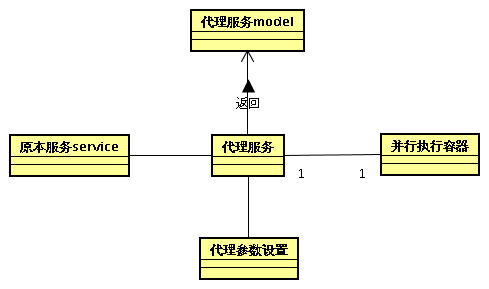 代理服务model
返回
原本服务service
代理服务
并行执行容器
1
1
代理参数设置